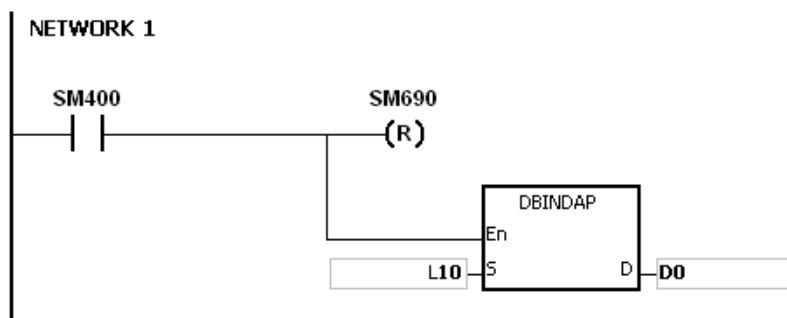 NETWORK 1
SM400 SM690
(R)
DBINDAP
En
L10 S D D0